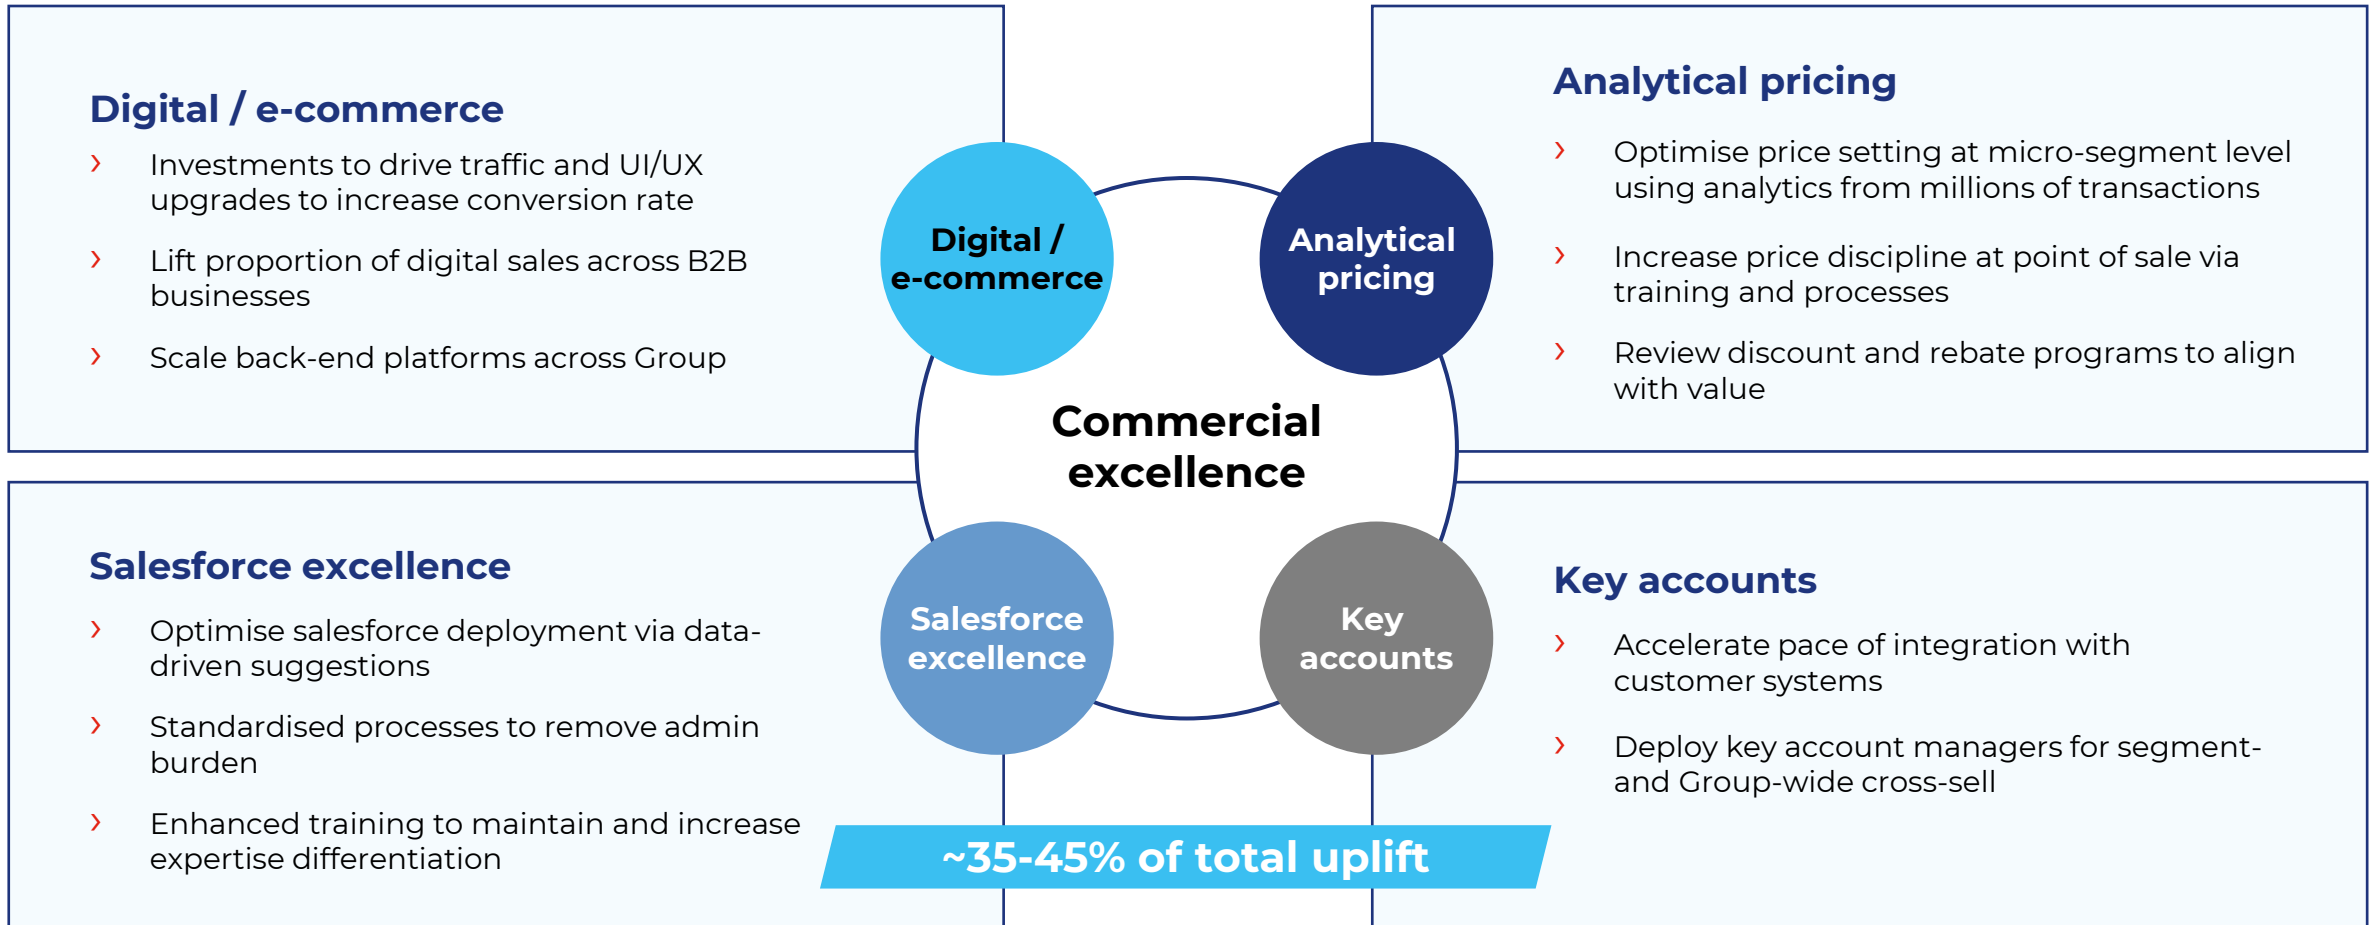 Digital / e-commerce
› Investments to drive traffic and UI/UX
upgrades to increase conversion rate
› Lift proportion of digital sales across B2B
businesses
› Scale back-end platforms across Group
Analytical pricing
› Optimise price setting at micro-segment level
using analytics from millions of transactions
› Increase price discipline at point of sale via
training and processes
› Review discount and rebate programs to align
with value
Digital /
e-commerce
Analytical
pricing
Commercial
excellence
Salesforce
excellence
Key
accounts
Salesforce excellence
› Optimise salesforce deployment via data-
driven suggestions
› Standardised processes to remove admin
burden
› Enhanced training to maintain and increase
expertise differentiation
Key accounts
› Accelerate pace of integration with
customer systems
› Deploy key account managers for segment-
and Group-wide cross-sell
~35-45% of total uplift